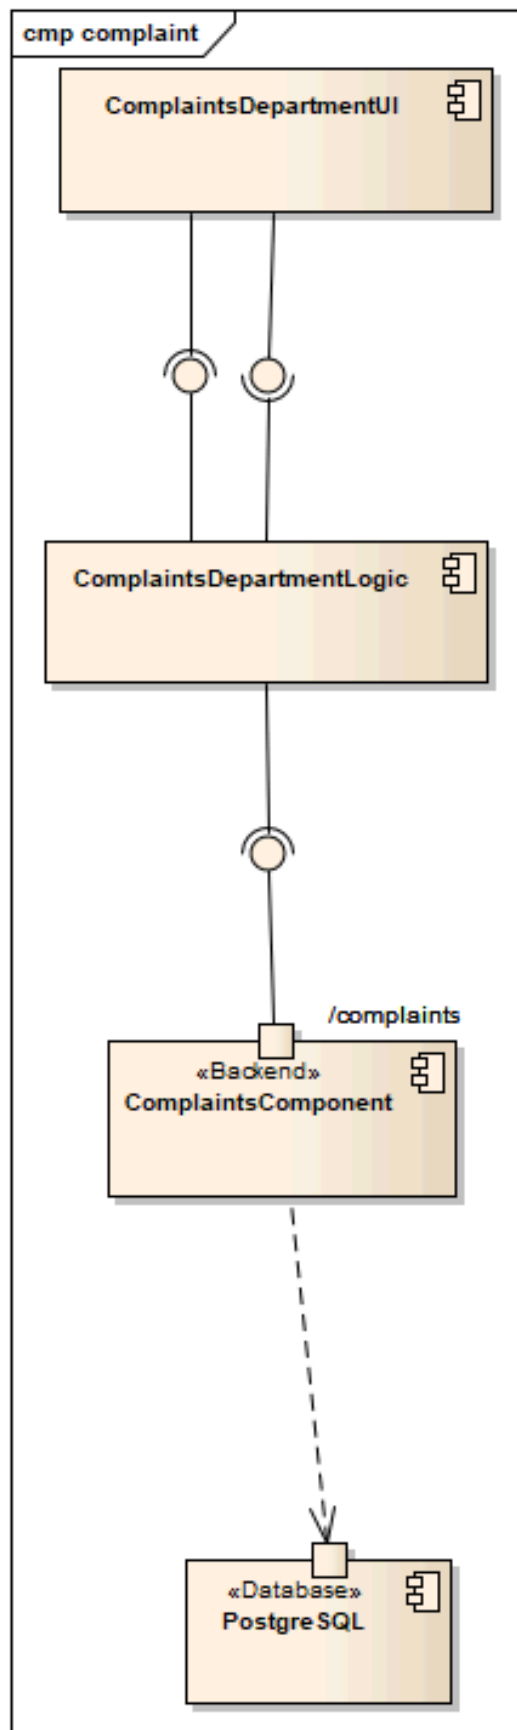 cmp complaint
ComplaintsDepartmentUI
ComplaintsDepartmentLogic
/complaints
«Backend»
ComplaintsComponent
«Database»
PostgreSQL